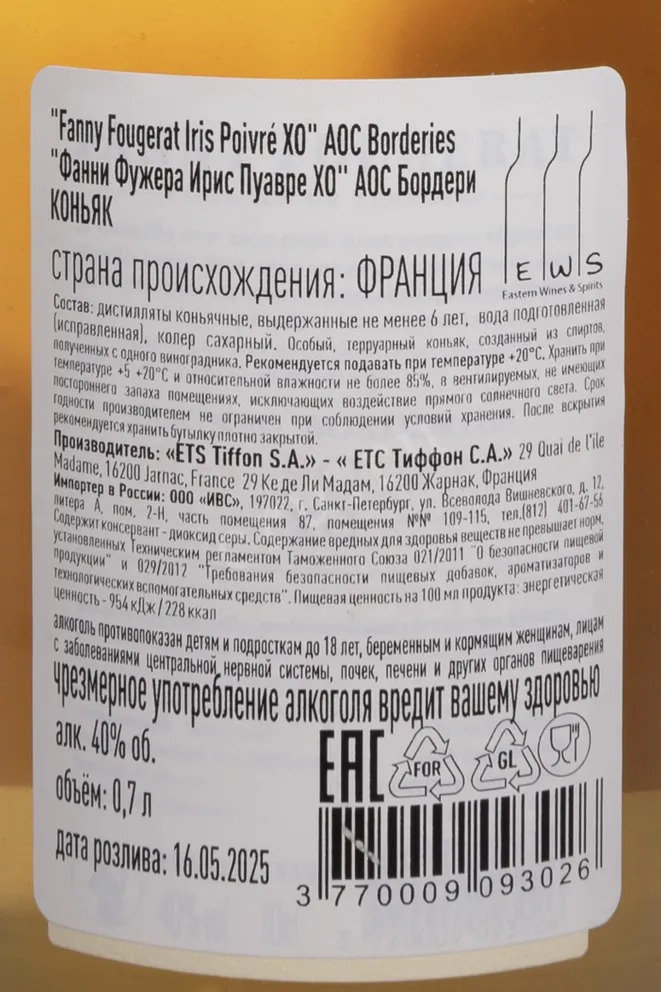 "Fanny Fougerat Iris Poivré XO" AOC Borderies
"Фанни Фужера Ирис Пуавре ХО" АОС Бордери
КОНЬЯК
страна происхождения: ФРАНЦИЯ
E W S
Eastern Wines & Spirits
Состав: дистилляты коньячные, выдержанные не менее 6 лет, вода подготовленная
(исправленная), колер сахарный. Особый, терруарный коньяк, созданный из спиртов,
полученных с одного виноградника. Рекомендуется подавать при температуре +20°C. Хранить при
температуре +5 +20°C и относительной влажности не более 85%, в вентилируемых, не имеющих
постороннего запаха помещениях, исключающих воздействие прямого солнечного света. Срок
годности производителем не ограничен при соблюдении условий хранения. После вскрытия
рекомендуется хранить бутылку плотно закрытой.
Производитель: «ETS Tiffon S.A.» - « ЕТС Тиффон С.А.» 29 Quai de l'ile
Madame, 16200 Jarnac, France 29 Ке де Ли Мадам, 16200 Жарнак, Франция
Импортер в России: ООО «ИВС», 197022, г. Санкт-Петербург, ул. Всеволода Вишневского, д. 12,
литера А, пом. 2-Н, часть помещения 87, помещения №№ 109-115, тел.(812) 401-67-56
Содержит консервант - диоксид серы. Содержание вредных для здоровья веществ не превышает норм,
установленных Техническим регламентом Таможенного Союза 021/2011 "О безопасности пищевой
продукции" и 029/2012 "Требования безопасности пищевых добавок, ароматизаторов и
технологических вспомогательных средств". Пищевая ценность на 100 мл продукта: энергетическая
ценность - 954 кДж / 228 ккал
алкоголь противопоказан детям и подросткам до 18 лет, беременным и кормящим женщинам, лицам
с заболеваниями центральной нервной системы, почек, печени и других органов пищеварения
чрезмерное употребление алкоголя вредит вашему здоровью
алк. 40% об.
объём: 0,7 л
дата розлива: 16.05.2025
EAC
FOR
GL
3 770009 093026